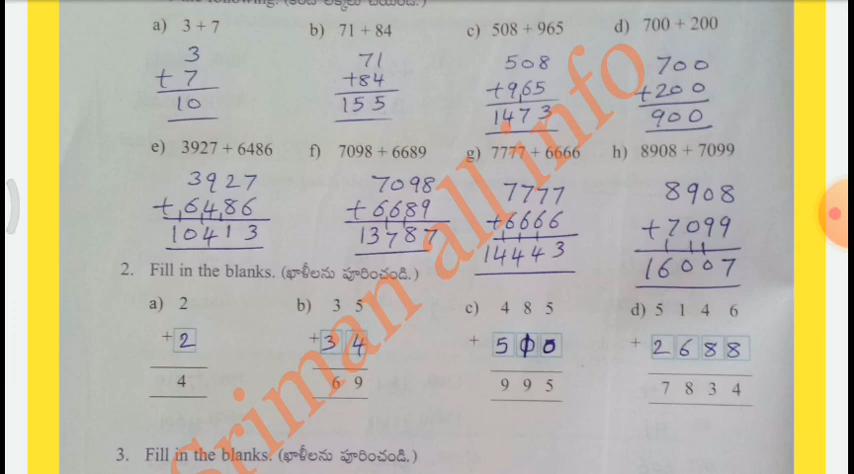 the following. (కింది లెక్కలు చేయండి.)
a) 3 + 7 b) 71 + 84 c) 508 + 965 d) 700 + 200
3 71 508 700
+ 7 +84 +965 +200
10 155 1473 900
e) 3927 + 6486 f) 7098 + 6689 g) 7777 + 6666 h) 8908 + 7099
3927 7098 7777 8908
+6486 +6689 +6666 +7099
10413 13787 14443 16007
2. Fill in the blanks. (ఖాళీలను పూరించండి.)
a) 2 b) 3 5 c) 4 8 5 d) 5 1 4 6
+ 2 + 3 4 + 5 1 0 + 2 6 8 8
4 6 9 9 9 5 7 8 3 4
3. Fill in the blanks. (ఖాళీలను పూరించండి.)
Sriman all info